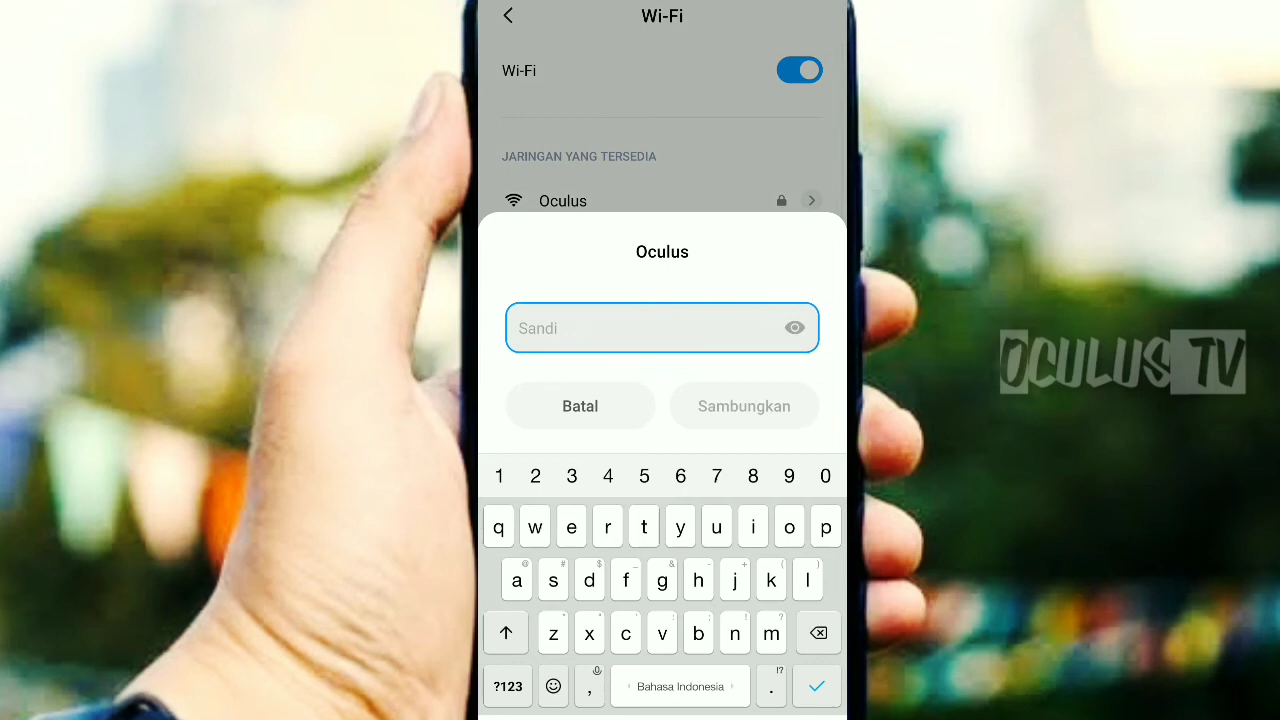 Wi-Fi
Wi-Fi
JARINGAN YANG TERSEDIA
Oculus
Oculus
Sandi
Batal Sambungkan
OCULUS TV
1 2 3 4 5 6 7 8 9 0
q w e r t y u i o p
@ # $ _ & - + ( )
a s d f g h j k l
* " ' : ; ! ?
z x c v b n m
!?
?123 , Bahasa Indonesia .